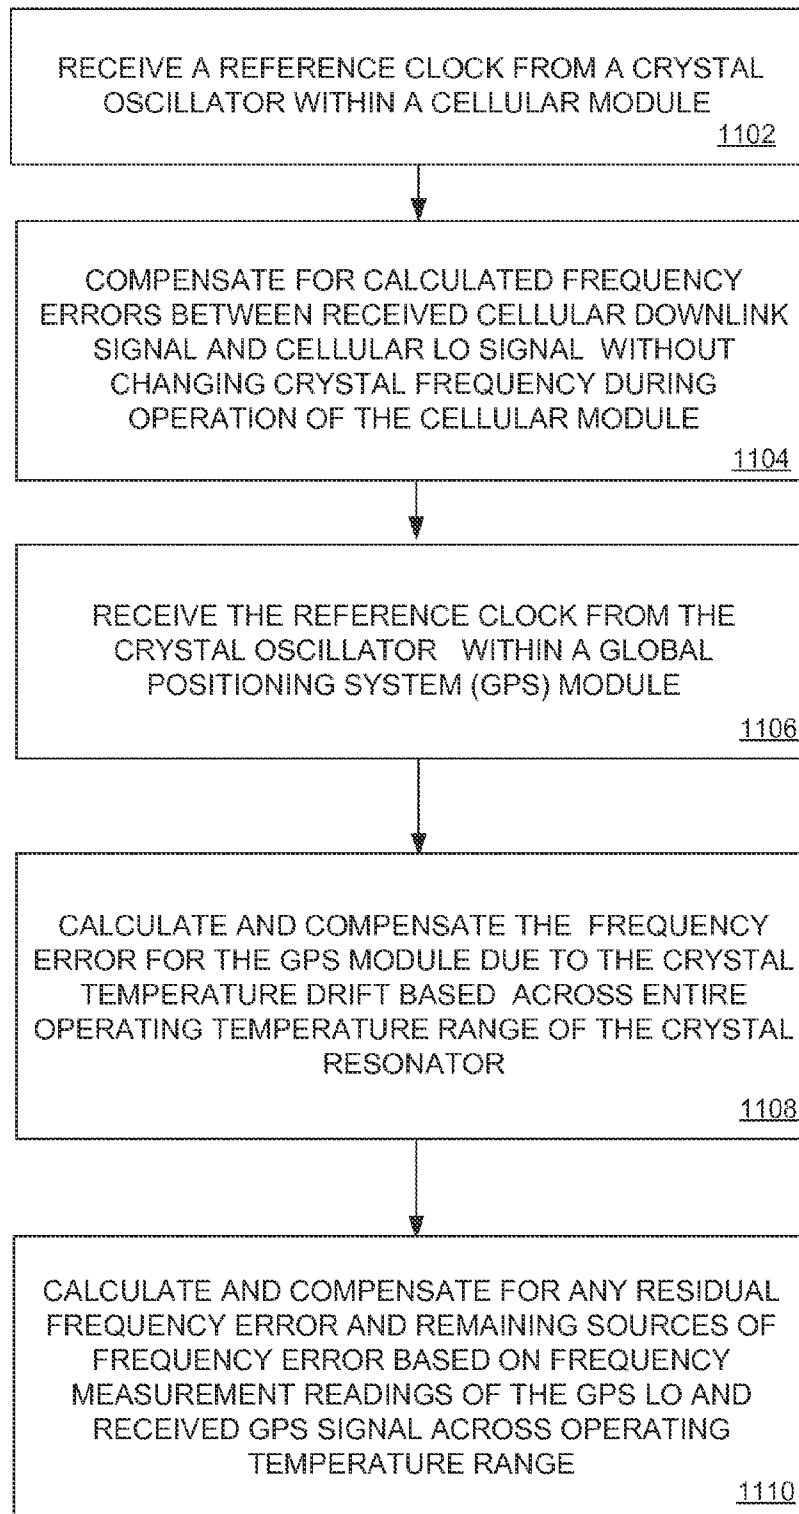 RECEIVE A REFERENCE CLOCK FROM A CRYSTAL
OSCILLATOR WITHIN A CELLULAR MODULE
1102
COMPENSATE FOR CALCULATED FREQUENCY
ERRORS BETWEEN RECEIVED CELLULAR DOWNLINK
SIGNAL AND CELLULAR LO SIGNAL WITHOUT
CHANGING CRYSTAL FREQUENCY DURING
OPERATION OF THE CELLULAR MODULE
1104
RECEIVE THE REFERENCE CLOCK FROM THE
CRYSTAL OSCILLATOR WITHIN A GLOBAL
POSITIONING SYSTEM (GPS) MODULE
1106
CALCULATE AND COMPENSATE THE FREQUENCY
ERROR FOR THE GPS MODULE DUE TO THE CRYSTAL
TEMPERATURE DRIFT BASED ACROSS ENTIRE
OPERATING TEMPERATURE RANGE OF THE CRYSTAL
RESONATOR
1108
CALCULATE AND COMPENSATE FOR ANY RESIDUAL
FREQUENCY ERROR AND REMAINING SOURCES OF
FREQUENCY ERROR BASED ON FREQUENCY
MEASUREMENT READINGS OF THE GPS LO AND
RECEIVED GPS SIGNAL ACROSS OPERATING
TEMPERATURE RANGE
1110